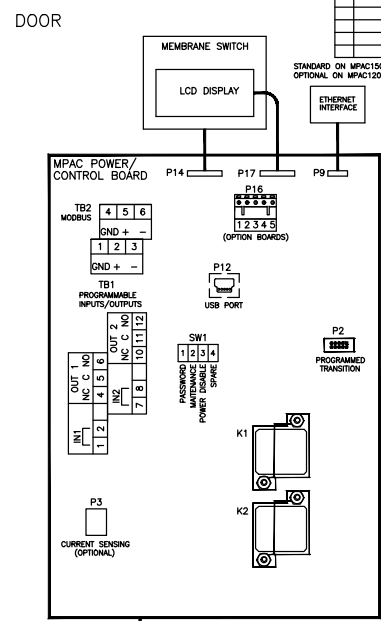 DOOR
MEMBRANE SWITCH
LCD DISPLAY
STANDARD ON MPAC150
OPTIONAL ON MPAC120
ETHERNET
INTERFACE
MPAC POWER/
CONTROL BOARD
P14
P17
P9
P16
1 2 3 4 5
(OPTION BOARDS)
TB2
MODBUS
4 5 6
GND + -
1 2 3
GND + -
TB1
PROGRAMMABLE
INPUTS/OUTPUTS
P12
USB PORT
OUT 2
NC C NO
10 11 12
IN2
7 8
OUT 1
NC C NO
4 5 6
IN1
1 2
SW1
1 2 3 4
PASSWORD
MAITENANCE
POWER DISABLE
SPARE
P2
PROGRAMMED
TRANSITION
K1
K2
P3
CURRENT SENSING
(OPTIONAL)